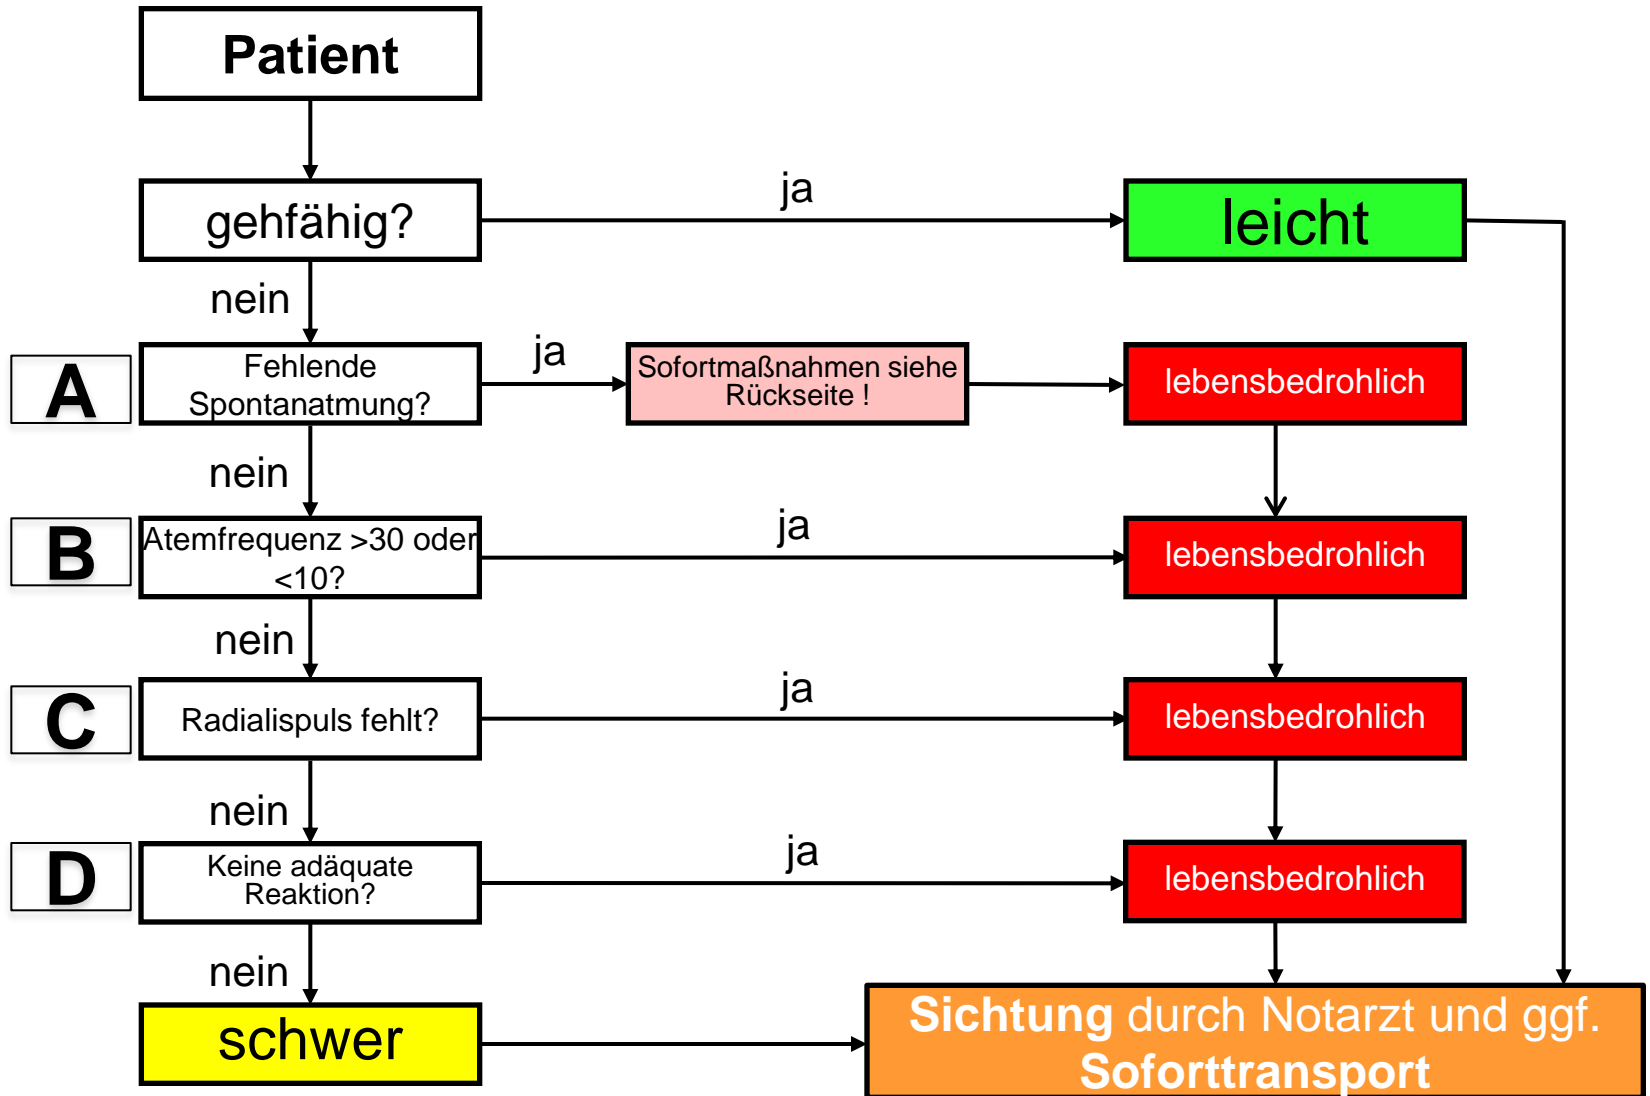 Patient
gehfähig?
ja
leicht
nein
A
Fehlende
Spontanatmung?
ja
Sofortmaßnahmen siehe
Rückseite !
lebensbedrohlich
nein
B
Atemfrequenz >30 oder
<10?
ja
lebensbedrohlich
nein
C
Radialispuls fehlt?
ja
lebensbedrohlich
nein
D
Keine adäquate
Reaktion?
ja
lebensbedrohlich
nein
schwer
Sichtung durch Notarzt und ggf.
Soforttransport